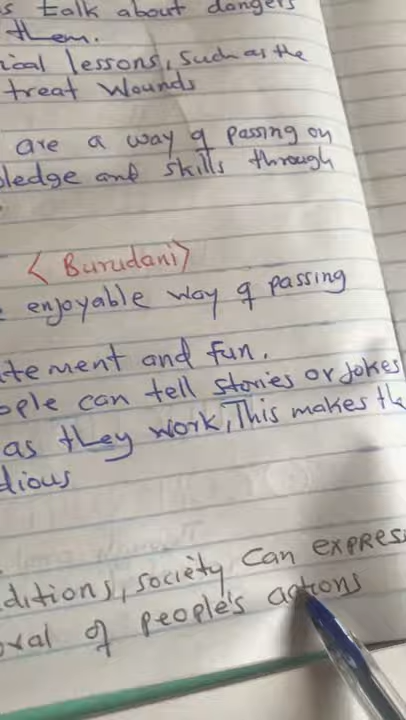 s talk about dangers
them.
ical lessons, such as the
treat wounds
are a way of passing on
ledge and skills through
< Burudani>
enjoyable way of passing
tement and fun.
ople can tell stories or jokes
as they work, This makes th
dious
ditions, society can express
oval of people's actions